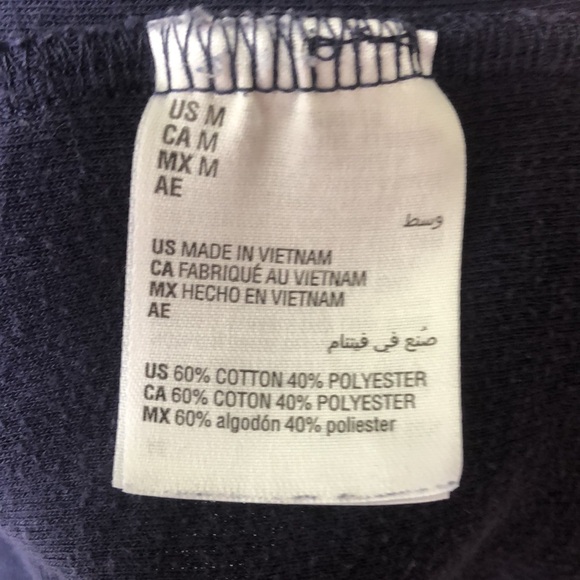 US M
CA M
MX M
AE
وسط
US MADE IN VIETNAM
CA FABRIQUÉ AU VIETNAM
MX HECHO EN VIETNAM
AE
صُنع في فيتنام
US 60% COTTON 40% POLYESTER
CA 60% COTON 40% POLYESTER
MX 60% algodón 40% poliester